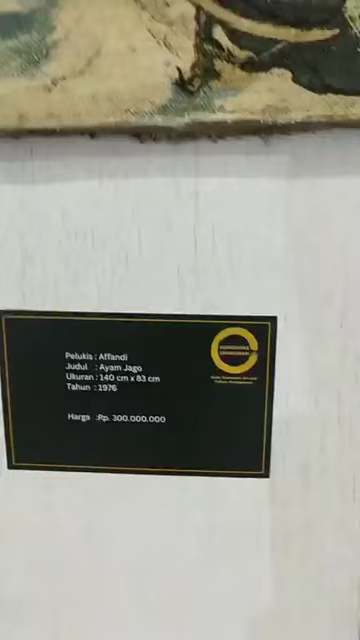 Pelukis : Affandi
Judul : Ayam Jago
Ukuran : 140 cm x 83 cm
Tahun : 1976
Harga :Rp. 300.000.000